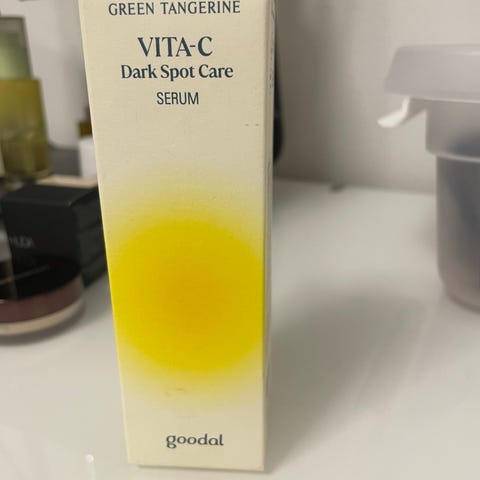 GREEN TANGERINE
VITA-C
Dark Spot Care
SERUM
goodal